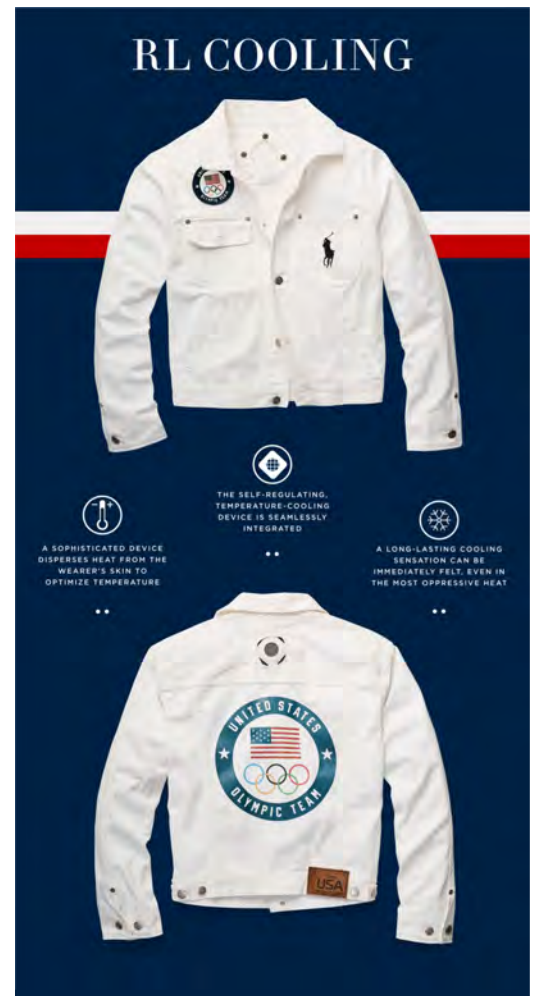 RL COOLING
OLYMPIC TEAM
THE SELF-REGULATING,
TEMPERATURE-COOLING
DEVICE IS SEAMLESSLY
INTEGRATED
A SOPHISTICATED DEVICE
DISPERSES HEAT FROM THE
WEARER'S SKIN TO
OPTIMIZE TEMPERATURE
A LONG-LASTING COOLING
SENSATION CAN BE
IMMEDIATELY FELT, EVEN IN
THE MOST OPPRESSIVE HEAT
UNITED STATES
OLYMPIC TEAM
USA